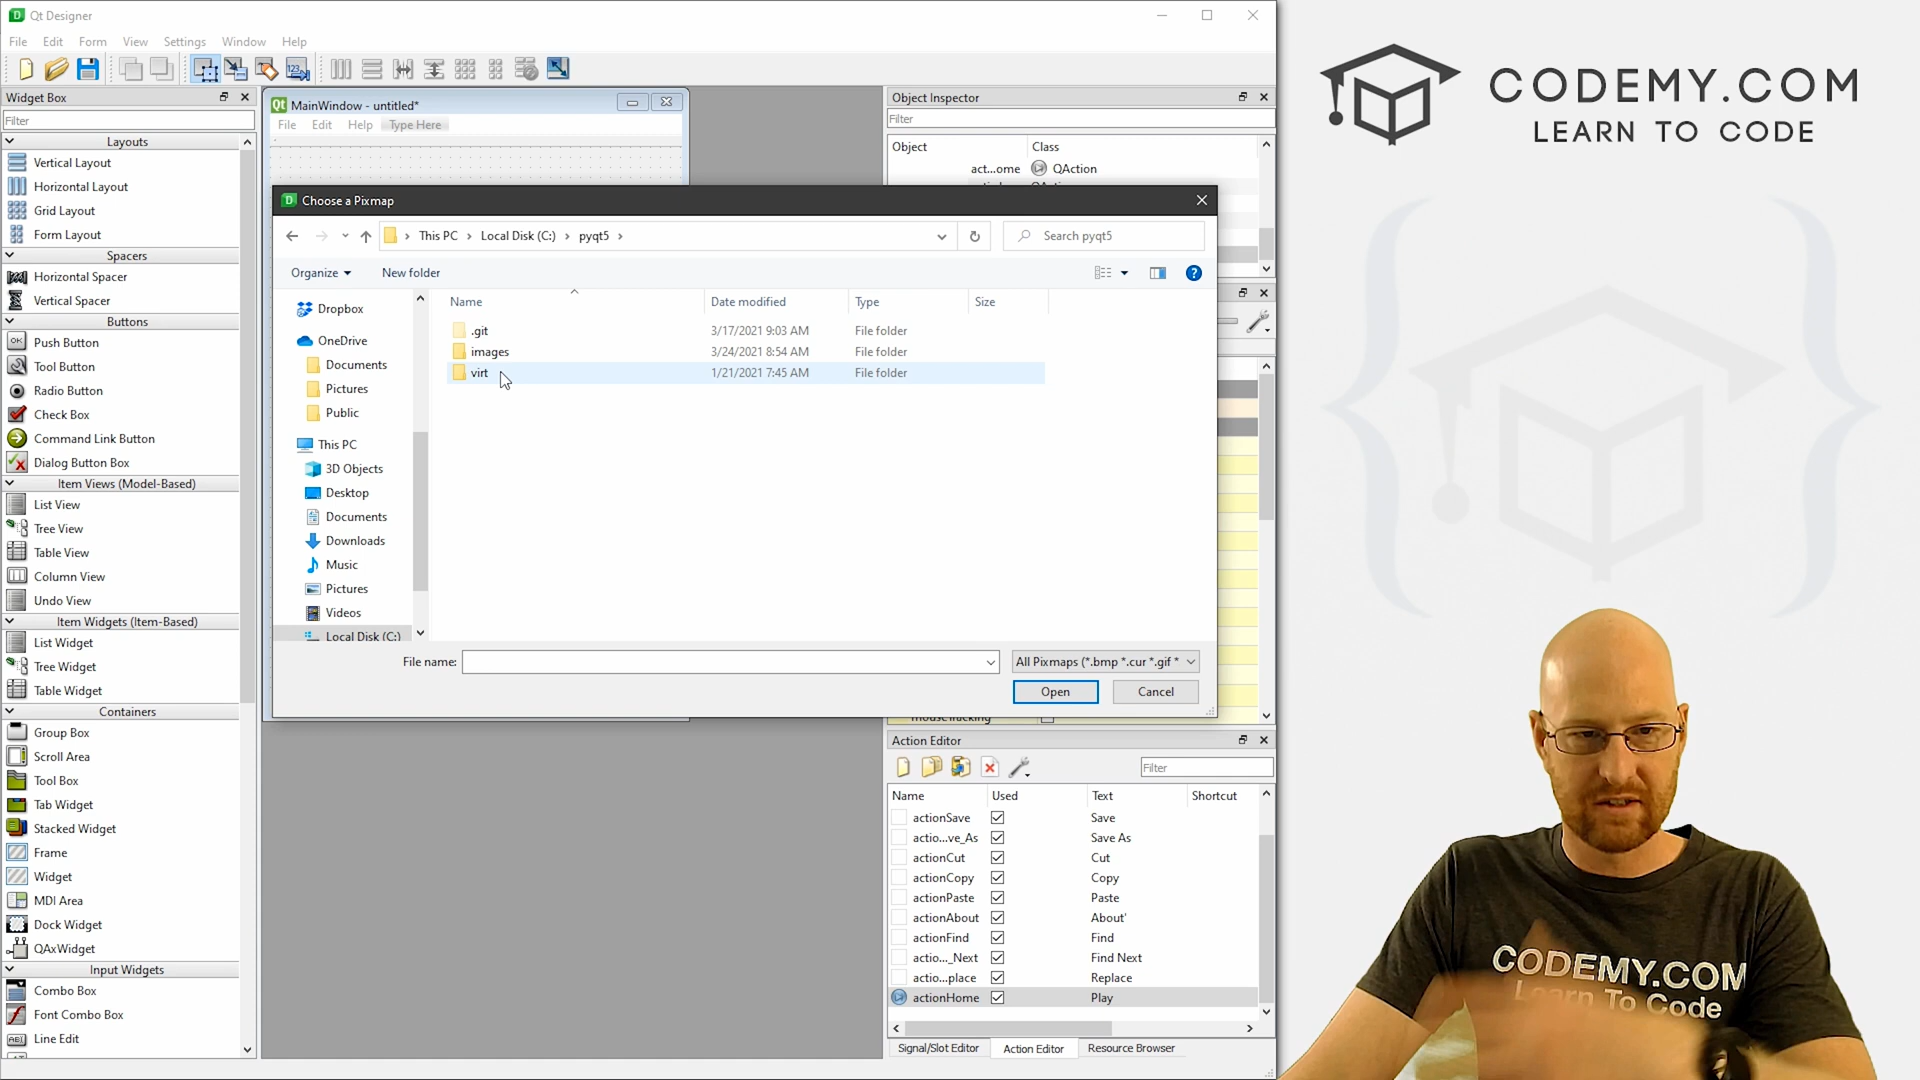 Qt Designer
File Edit Form View Settings Window Help
Widget Box
Filter
Layouts
Vertical Layout
Horizontal Layout
Grid Layout
Form Layout
Spacers
Horizontal Spacer
Vertical Spacer
Buttons
Push Button
Tool Button
Radio Button
Check Box
Command Link Button
Dialog Button Box
Item Views (Model-Based)
List View
Tree View
Table View
Column View
Undo View
Item Widgets (Item-Based)
List Widget
Tree Widget
Table Widget
Containers
Group Box
Scroll Area
Tool Box
Tab Widget
Stacked Widget
Frame
Widget
MDI Area
Dock Widget
QAxWidget
Input Widgets
Combo Box
Font Combo Box
Line Edit
MainWindow - untitled*
File Edit Help Type Here
Choose a Pixmap
This PC > Local Disk (C:) > pyqt5 >
Search pyqt5
Organize
New folder
Dropbox
OneDrive
Documents
Pictures
Public
This PC
3D Objects
Desktop
Documents
Downloads
Music
Pictures
Videos
Local Disk (C:)
Name Date modified Type Size
.git 3/17/2021 9:03 AM File folder
images 3/24/2021 8:54 AM File folder
virt 1/21/2021 7:45 AM File folder
File name:
All Pixmaps (*.bmp *.cur *.gif *
Open
Cancel
Object Inspector
Filter
Object Class
act...ome QAction
mouseTracking
Action Editor
Filter
Name Used Text Shortcut
actionSave Save
actio...ve_As Save As
actionCut Cut
actionCopy Copy
actionPaste Paste
actionAbout About'
actionFind Find
actio..._Next Find Next
actio...place Replace
actionHome Play
Signal/Slot Editor Action Editor Resource Browser
CODEMY.COM
LEARN TO CODE
CODEMY.COM
Learn To Code